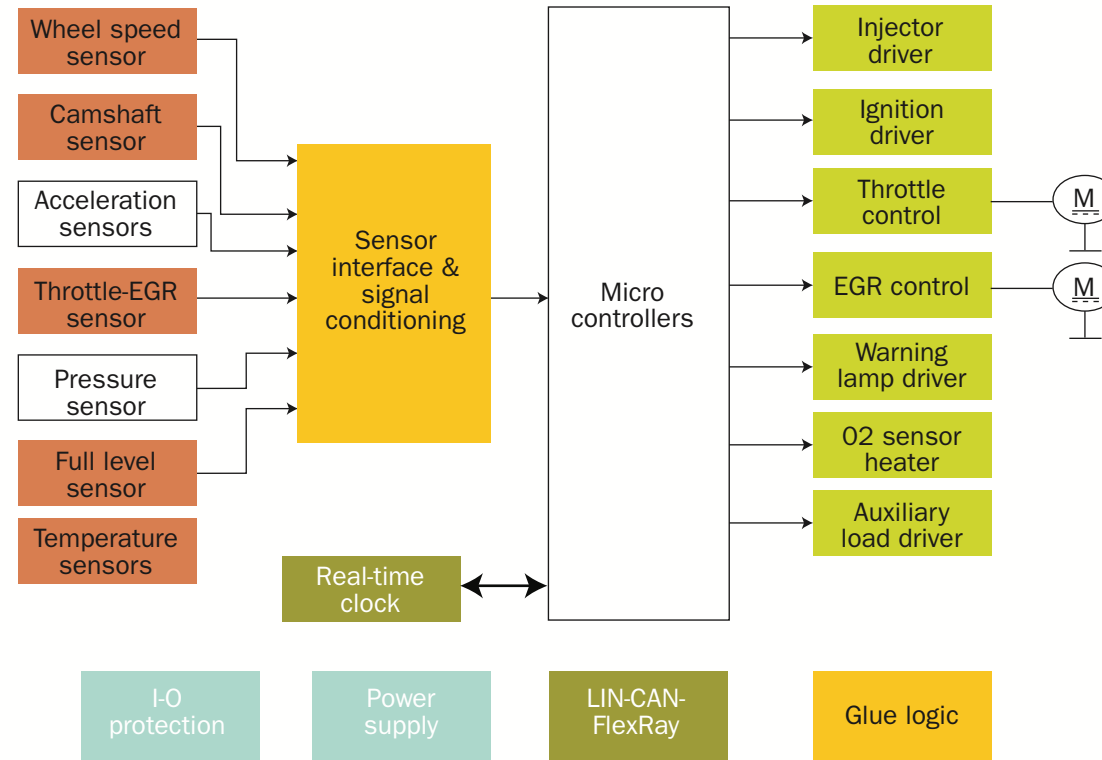 Wheel speed
sensor
Camshaft
sensor
Acceleration
sensors
Throttle-EGR
sensor
Pressure
sensor
Full level
sensor
Temperature
sensors
Sensor
interface &
signal
conditioning
Real-time
clock
Micro
controllers
Injector
driver
Ignition
driver
Throttle
control
M
EGR control
M
Warning
lamp driver
O2 sensor
heater
Auxiliary
load driver
I-O
protection
Power
supply
LIN-CAN-
FlexRay
Glue logic